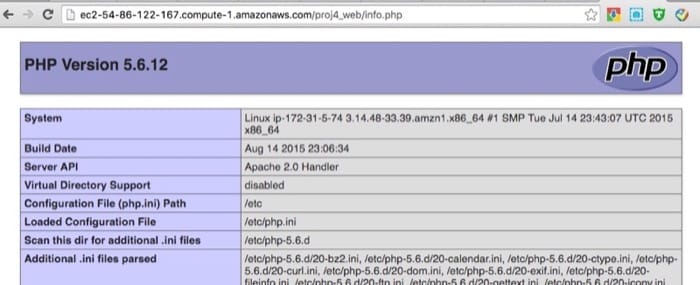 ec2-54-86-122-167.compute-1.amazonaws.com/proj4_web/info.php
PHP Version 5.6.12
php
System
Linux ip-172-31-5-74 3.14.48-33.39.amzn1.x86_64 #1 SMP Tue Jul 14 23:43:07 UTC 2015
x86_64
Build Date
Aug 14 2015 23:06:34
Server API
Apache 2.0 Handler
Virtual Directory Support
disabled
Configuration File (php.ini) Path
/etc
Loaded Configuration File
/etc/php.ini
Scan this dir for additional .ini files
/etc/php-5.6.d
Additional .ini files parsed
/etc/php-5.6.d/20-bz2.ini, /etc/php-5.6.d/20-calendar.ini, /etc/php-5.6.d/20-ctype.ini, /etc/php-
5.6.d/20-curl.ini, /etc/php-5.6.d/20-dom.ini, /etc/php-5.6.d/20-exif.ini, /etc/php-5.6.d/20-
fileinfo.ini, /etc/php-5.6.d/20-ftp.ini, /etc/php-5.6.d/20-gettext.ini, /etc/php-5.6.d/20-iconv.ini,